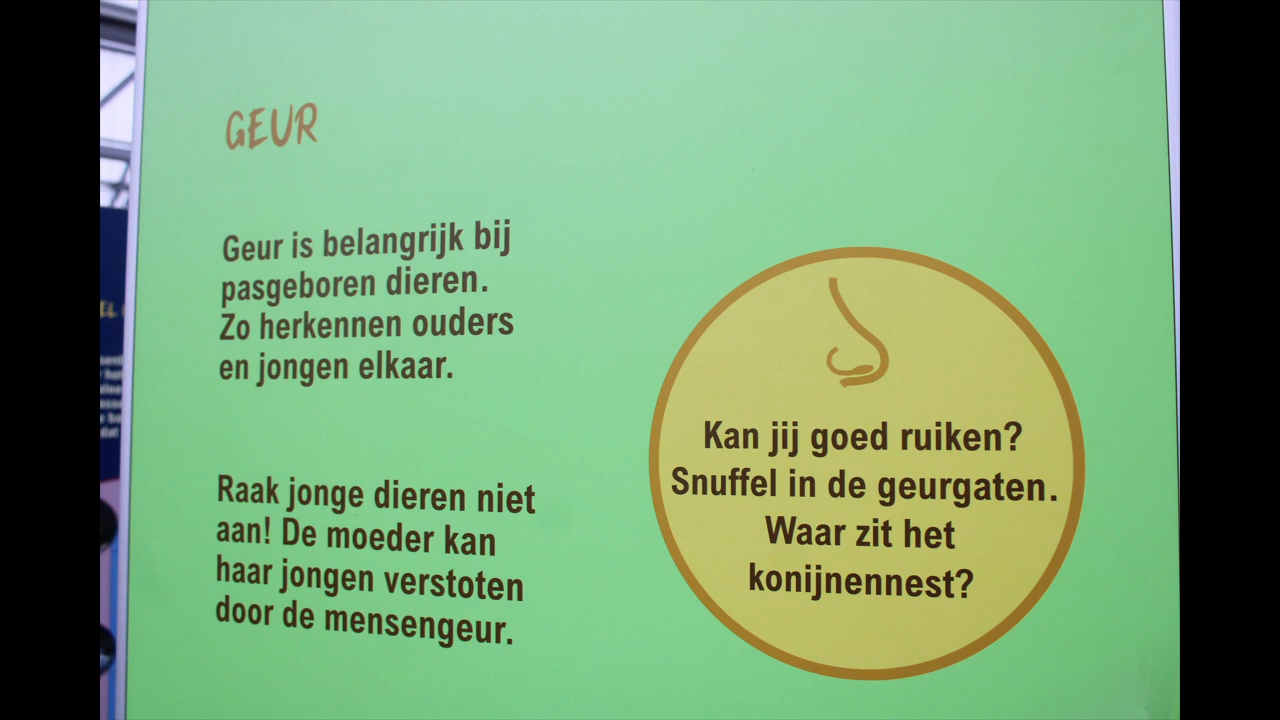 GEUR
Geur is belangrijk bij
pasgeboren dieren.
Zo herkennen ouders
en jongen elkaar.
Raak jonge dieren niet
aan! De moeder kan
haar jongen verstoten
door de mensengeur.
Kan jij goed ruiken?
Snuffel in de geurgaten.
Waar zit het
konijnennest?